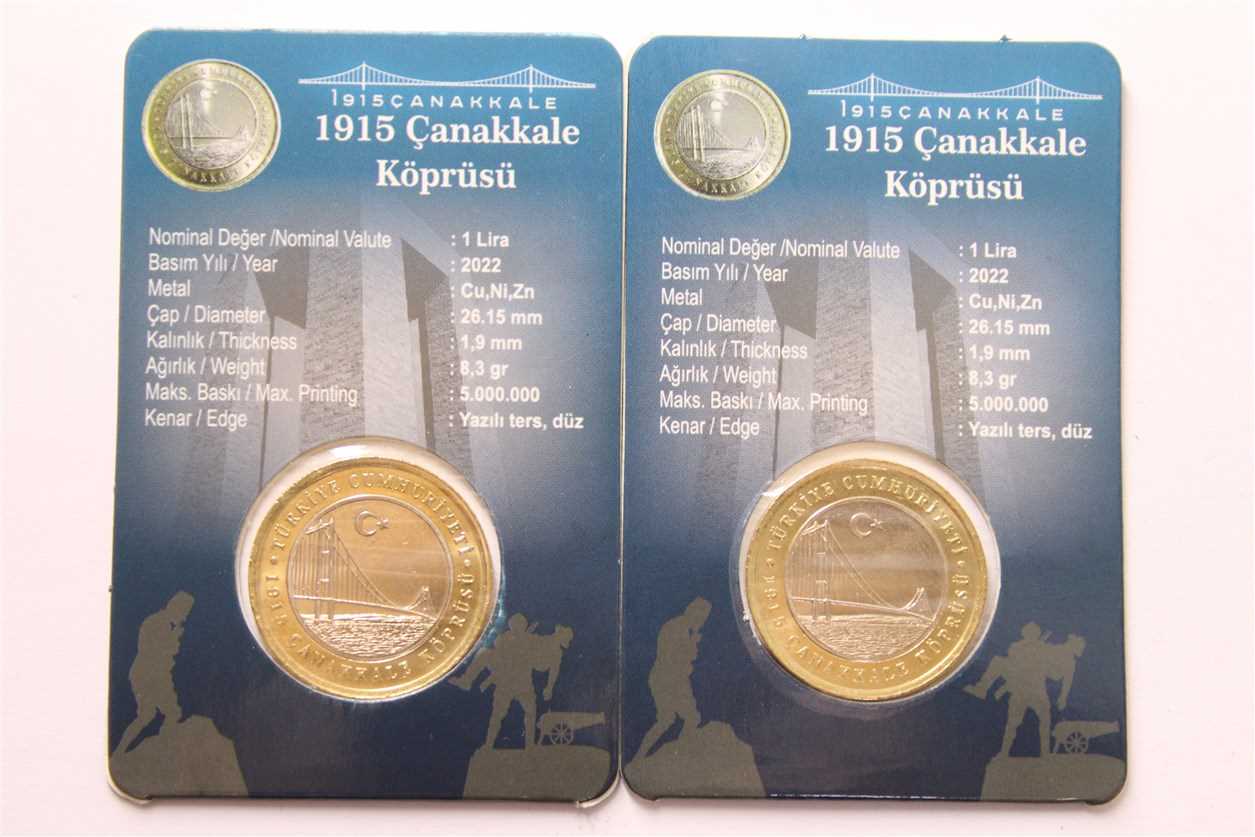 1915ÇANAKKALE
1915 Çanakkale
Köprüsü
Nominal Değer /Nominal Valute : 1 Lira
Basım Yılı / Year : 2022
Metal : Cu,Ni,Zn
Çap / Diameter : 26.15 mm
Kalınlık / Thickness : 1,9 mm
Ağırlık / Weight : 8,3 gr
Maks. Baskı / Max. Printing : 5.000.000
Kenar / Edge : Yazılı ters, düz
TÜRKİYE CUMHURİYETİ
1915 ÇANAKKALE KÖPRÜSÜ
1915ÇANAKKALE
1915 Çanakkale
Köprüsü
Nominal Değer /Nominal Valute : 1 Lira
Basım Yılı / Year : 2022
Metal : Cu,Ni,Zn
Çap / Diameter : 26.15 mm
Kalınlık / Thickness : 1,9 mm
Ağırlık / Weight : 8,3 gr
Maks. Baskı / Max. Printing : 5.000.000
Kenar / Edge : Yazılı ters, düz
TÜRKİYE CUMHURİYETİ
1915 ÇANAKKALE KÖPRÜSÜ